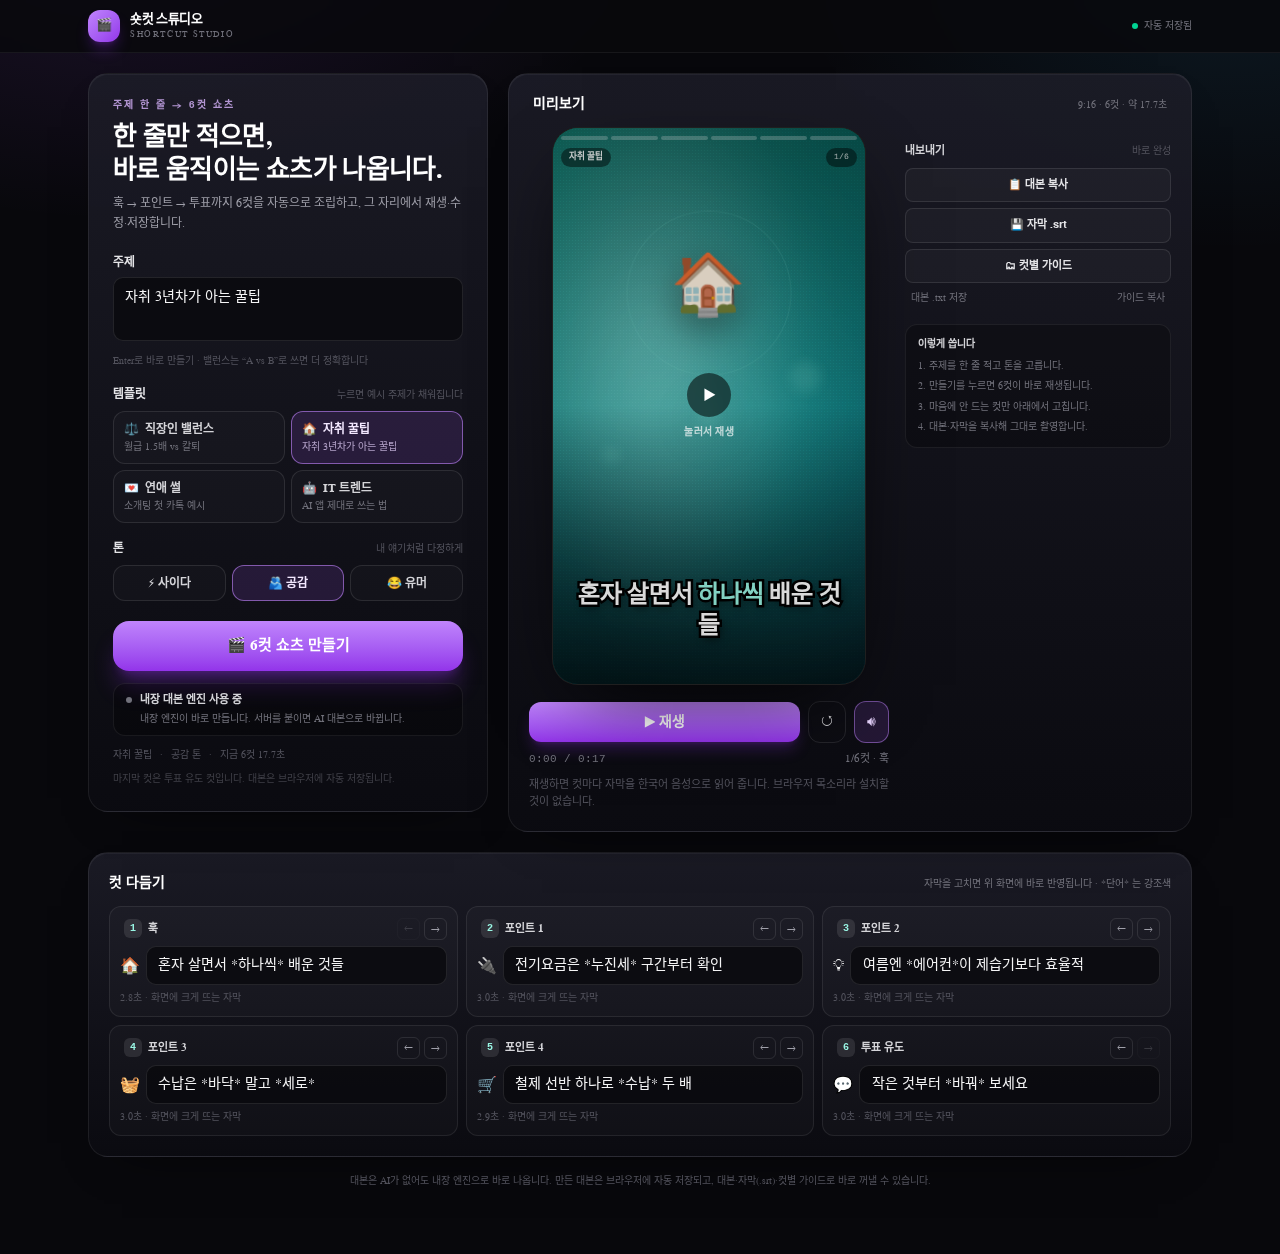 숏컷 스튜디오
SHORTCUT STUDIO
자동 저장됨
주제 한 줄 → 6컷 쇼츠
한 줄만 적으면,
바로 움직이는 쇼츠가 나옵니다.
훅 → 포인트 → 투표까지 6컷을 자동으로 조립하고, 그 자리에서 재생·수
정·저장합니다.
주제
자취 3년차가 아는 꿀팁
Enter로 바로 만들기 · 밸런스는 “A vs B”로 쓰면 더 정확합니다
템플릿
누르면 예시 주제가 채워집니다
⚖️ 직장인 밸런스
월급 1.5배 vs 칼퇴
🏠 자취 꿀팁
자취 3년차가 아는 꿀팁
💌 연애 썰
소개팅 첫 카톡 예시
🤖 IT 트렌드
AI 앱 제대로 쓰는 법
톤
내 얘기처럼 다정하게
⚡ 사이다
🫂 공감
😂 유머
🎬 6컷 쇼츠 만들기
내장 대본 엔진 사용 중
내장 엔진이 바로 만듭니다. 서버를 붙이면 AI 대본으로 바뀝니다.
자취 꿀팁 · 공감 톤 · 지금 6컷 17.7초
마지막 컷은 투표 유도 컷입니다. 대본은 브라우저에 자동 저장됩니다.
미리보기
9:16 · 6컷 · 약 17.7초
자취 꿀팁
1/6
눌러서 재생
혼자 살면서 하나씩 배운 것
들
▶ 재생
0:00 / 0:17
1/6컷 · 훅
재생하면 컷마다 자막을 한국어 음성으로 읽어 줍니다. 브라우저 목소리라 설치할
것이 없습니다.
내보내기
바로 완성
📋 대본 복사
💾 자막 .srt
🗂 컷별 가이드
대본 .txt 저장
가이드 복사
이렇게 씁니다
1. 주제를 한 줄 적고 톤을 고릅니다.
2. 만들기를 누르면 6컷이 바로 재생됩니다.
3. 마음에 안 드는 컷만 아래에서 고칩니다.
4. 대본·자막을 복사해 그대로 촬영합니다.
컷 다듬기
자막을 고치면 위 화면에 바로 반영됩니다 · *단어* 는 강조색
1 훅 ← →
혼자 살면서 *하나씩* 배운 것들
2.8초 · 화면에 크게 뜨는 자막
2 포인트 1 ← →
전기요금은 *누진세* 구간부터 확인
3.0초 · 화면에 크게 뜨는 자막
3 포인트 2 ← →
여름엔 *에어컨*이 제습기보다 효율적
3.0초 · 화면에 크게 뜨는 자막
4 포인트 3 ← →
수납은 *바닥* 말고 *세로*
3.0초 · 화면에 크게 뜨는 자막
5 포인트 4 ← →
철제 선반 하나로 *수납* 두 배
2.9초 · 화면에 크게 뜨는 자막
6 투표 유도 ← →
작은 것부터 *바꿔* 보세요
3.0초 · 화면에 크게 뜨는 자막
대본은 AI가 없어도 내장 엔진으로 바로 나옵니다. 만든 대본은 브라우저에 자동 저장되고, 대본·자막(.srt)·컷별 가이드로 바로 꺼낼 수 있습니다.